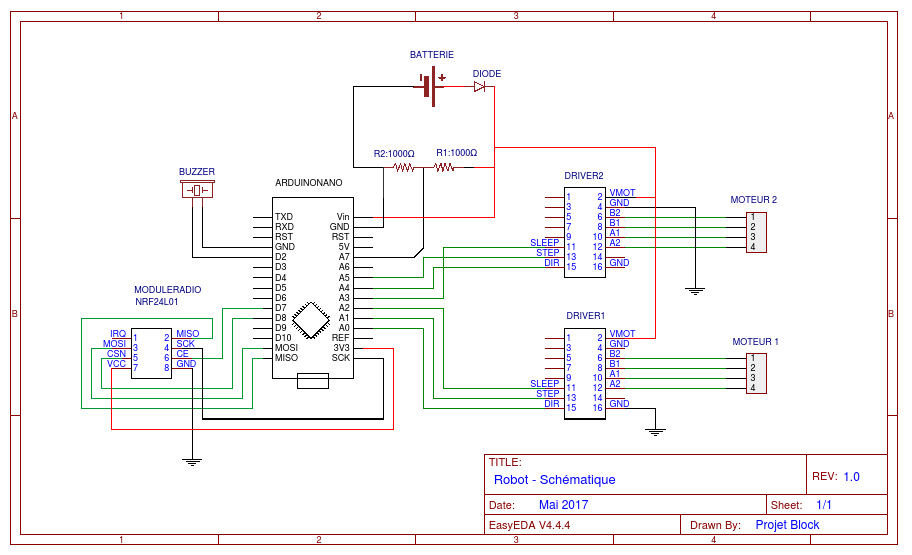 1 2 3 4
A A
B B
BATTERIE
DIODE
R2:1000Ω R1:1000Ω
BUZZER
ARDUINONANO
TXD Vin
RXD GND
RST RST
GND 5V
D2 A7
D3 A6
D4 A5
D5 A4
D6 A3
D7 A2
D8 A1
D9 A0
D10 REF
MOSI 3V3
MISO SCK
MODULERADIO
NRF24L01
IRQ 1 2 MISO
MOSI 3 4 SCK
CSN 5 6 CE
VCC 7 8 GND
DRIVER2
1 2 VMOT
3 4 GND
5 6 B2
7 8 B1
9 10 A1
SLEEP 11 12 A2
STEP 13 14
DIR 15 16 GND
MOTEUR 2
1
2
3
4
DRIVER1
1 2 VMOT
3 4 GND
5 6 B2
7 8 B1
9 10 A1
SLEEP 11 12 A2
STEP 13 14
DIR 15 16 GND
MOTEUR 1
1
2
3
4
TITLE:
Robot - Schématique
REV: 1.0
Date: Mai 2017
Sheet: 1/1
EasyEDA V4.4.4
Drawn By: Projet Block
1 2 3 4